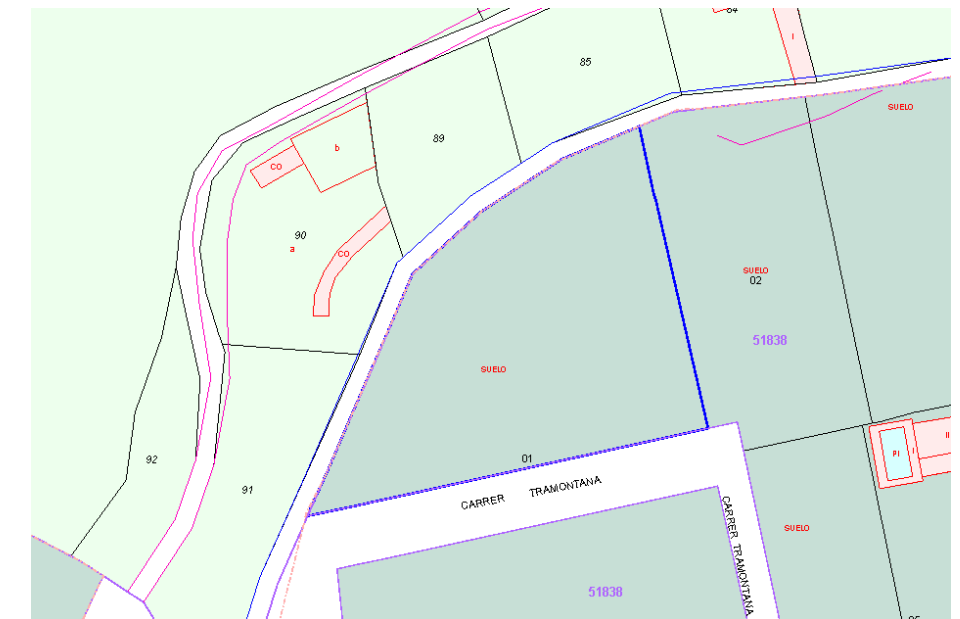 84
I
85
SUELO
89
b
CO
90
a
CO
SUELO
02
51838
SUELO
01
92
91
CARRER TRAMONTANA
PI
I
II
CARRER TRAMONTANA
SUELO
51838